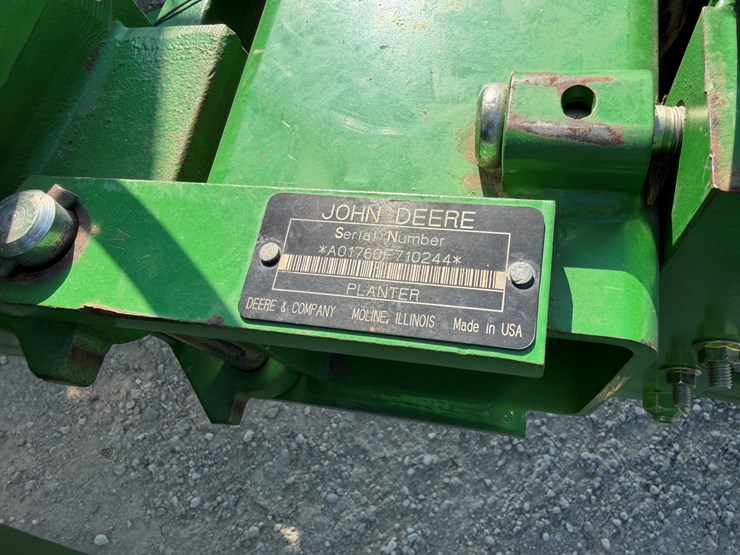 JOHN DEERE
Serial Number
*A01760F710244*
PLANTER
DEERE & COMPANY MOLINE, ILLINOIS Made in USA